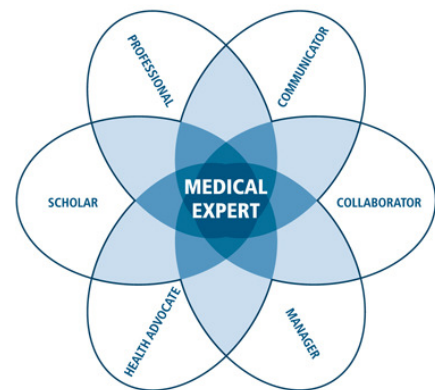 PROFESSIONAL
COMMUNICATOR
SCHOLAR
MEDICAL
EXPERT
COLLABORATOR
HEALTH ADVOCATE
MANAGER